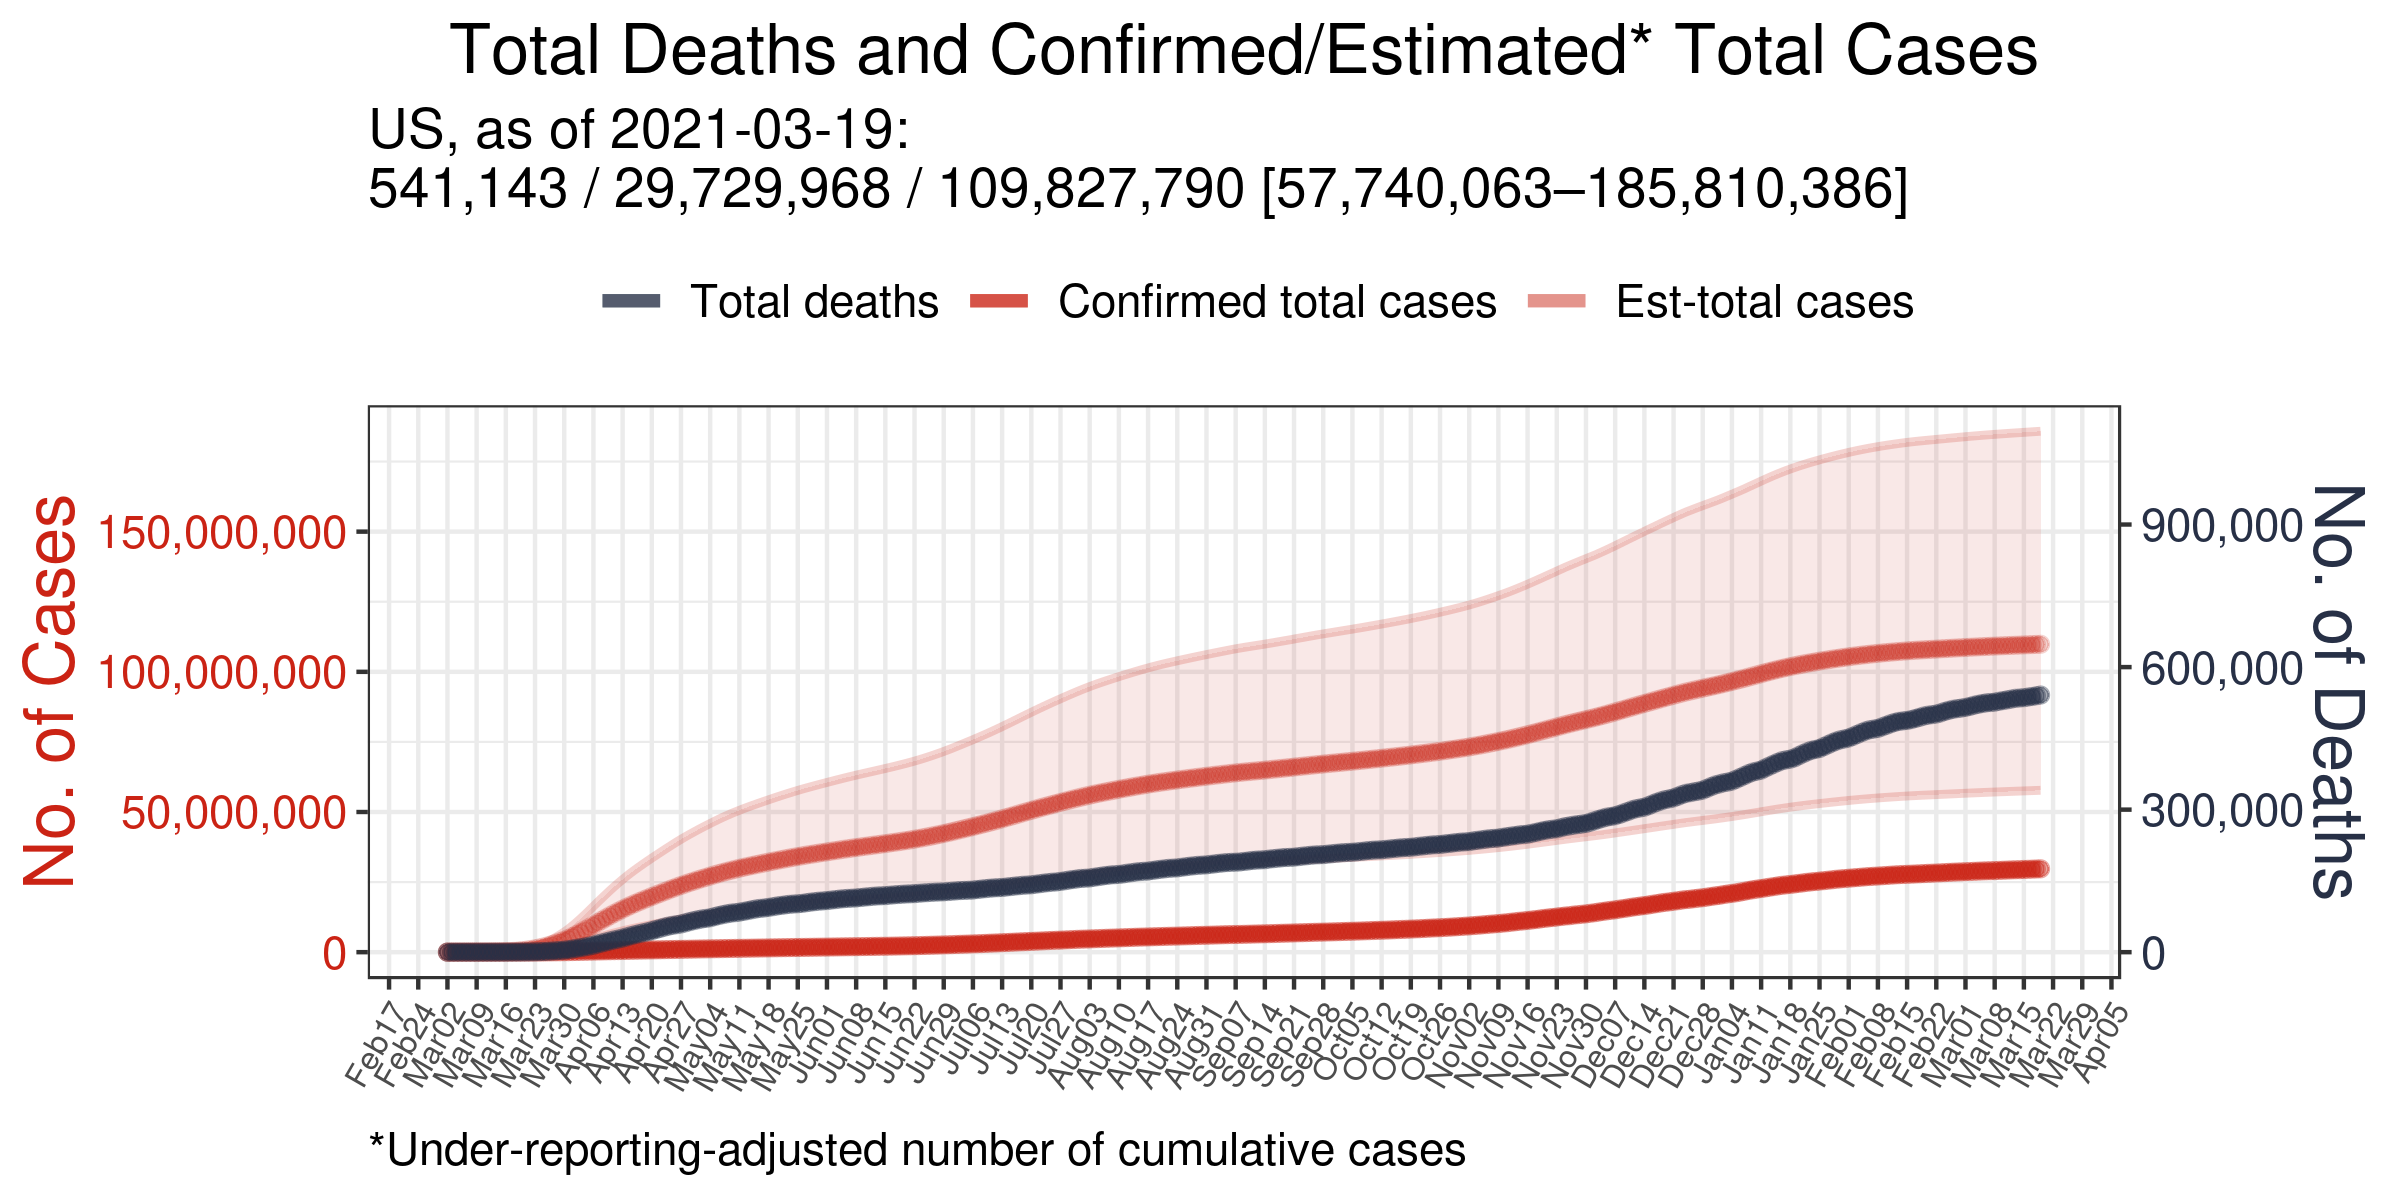 Total Deaths and Confirmed/Estimated* Total Cases
US, as of 2021-03-19:
541,143 / 29,729,968 / 109,827,790 [57,740,063–185,810,386]
Total deaths
Confirmed total cases
Est-total cases
No. of Cases
150,000,000
100,000,000
50,000,000
0
900,000
600,000
300,000
0
No. of Deaths
Feb17
Feb24
Mar02
Mar09
Mar16
Mar23
Mar30
Apr06
Apr13
Apr20
Apr27
May04
May11
May18
May25
Jun01
Jun08
Jun15
Jun22
Jun29
Jul06
Jul13
Jul20
Jul27
Aug03
Aug10
Aug17
Aug24
Aug31
Sep07
Sep14
Sep21
Sep28
Oct05
Oct12
Oct19
Oct26
Nov02
Nov09
Nov16
Nov23
Nov30
Dec07
Dec14
Dec21
Dec28
Jan04
Jan11
Jan18
Jan25
Feb01
Feb08
Feb15
Feb22
Mar01
Mar08
Mar15
Mar22
Mar29
Apr05
*Under-reporting-adjusted number of cumulative cases